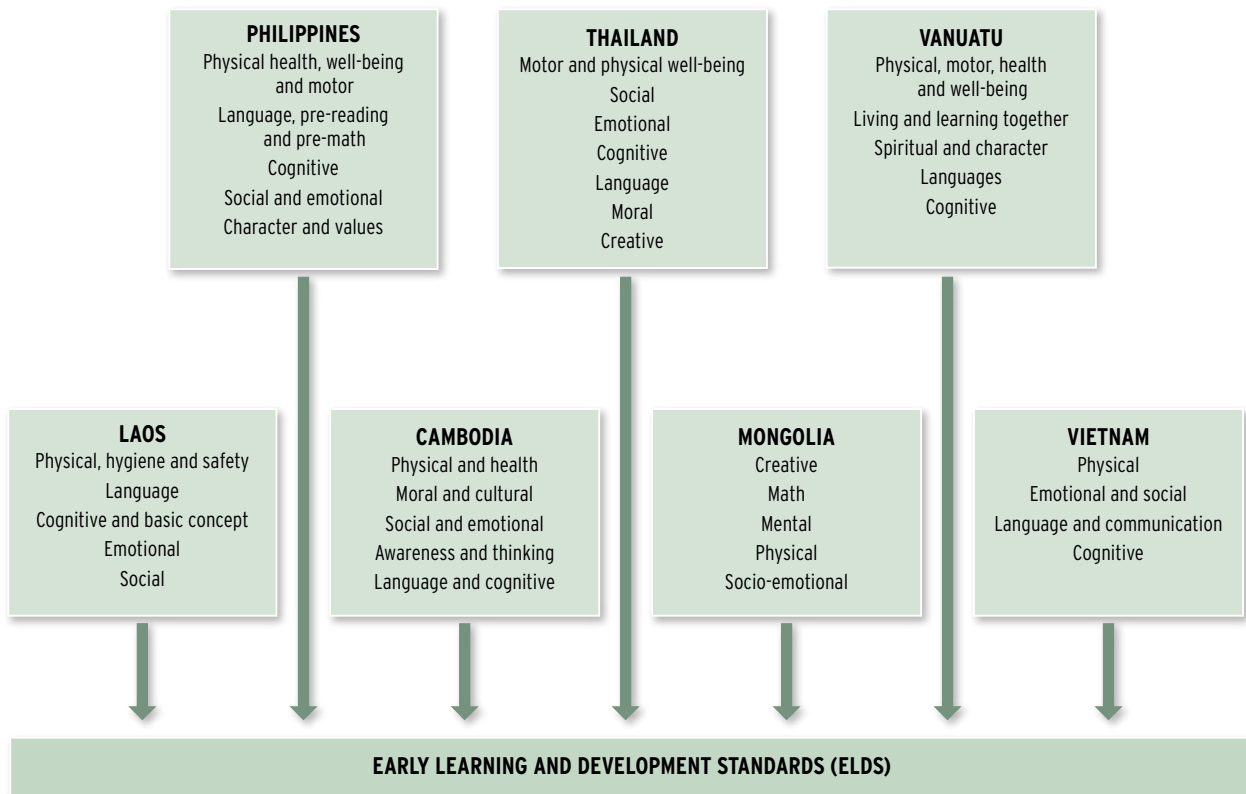 PHILIPPINES
Physical health, well-being
and motor
Language, pre-reading
and pre-math
Cognitive
Social and emotional
Character and values
THAILAND
Motor and physical well-being
Social
Emotional
Cognitive
Language
Moral
Creative
VANUATU
Physical, motor, health
and well-being
Living and learning together
Spiritual and character
Languages
Cognitive
LAOS
Physical, hygiene and safety
Language
Cognitive and basic concept
Emotional
Social
CAMBODIA
Physical and health
Moral and cultural
Social and emotional
Awareness and thinking
Language and cognitive
MONGOLIA
Creative
Math
Mental
Physical
Socio-emotional
VIETNAM
Physical
Emotional and social
Language and communication
Cognitive
EARLY LEARNING AND DEVELOPMENT STANDARDS (ELDS)